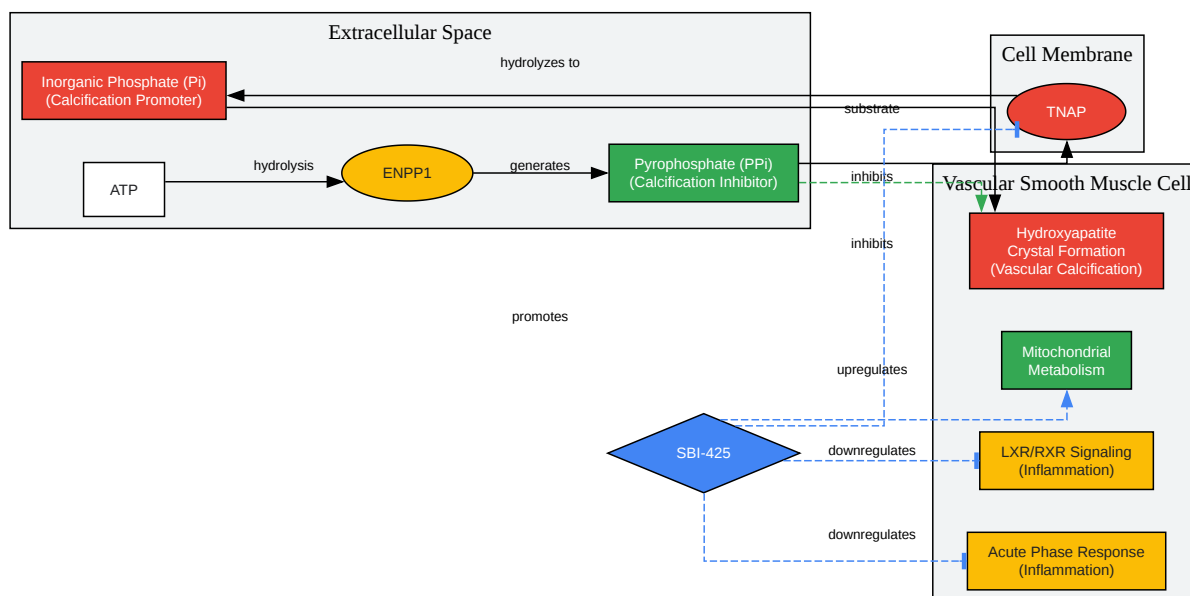 Extracellular Space
Cell Membrane
hydrolyzes to
Inorganic Phosphate (Pi)
(Calcification Promoter)
substrate
TNAP
ATP
hydrolysis
ENPP1
generates
Pyrophosphate (PPi)
(Calcification Inhibitor)
inhibits
Vascular Smooth Muscle Cell
Hydroxyapatite
Crystal Formation
(Vascular Calcification)
inhibits
promotes
Mitochondrial
Metabolism
upregulates
SBI-425
downregulates
LXR/RXR Signaling
(Inflammation)
downregulates
Acute Phase Response
(Inflammation)